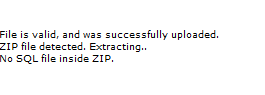 File is valid, and was successfully uploaded.
ZIP file detected. Extracting..
No SQL file inside ZIP.